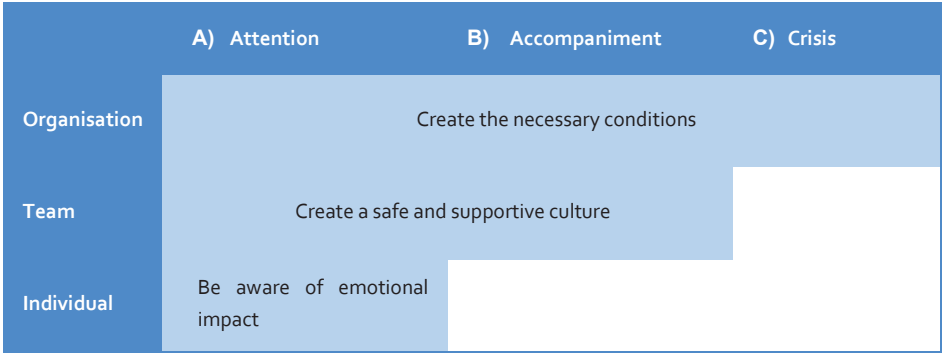 A) Attention B) Accompaniment C) Crisis
Organisation Create the necessary conditions
Team Create a safe and supportive culture
Individual Be aware of emotional
impact